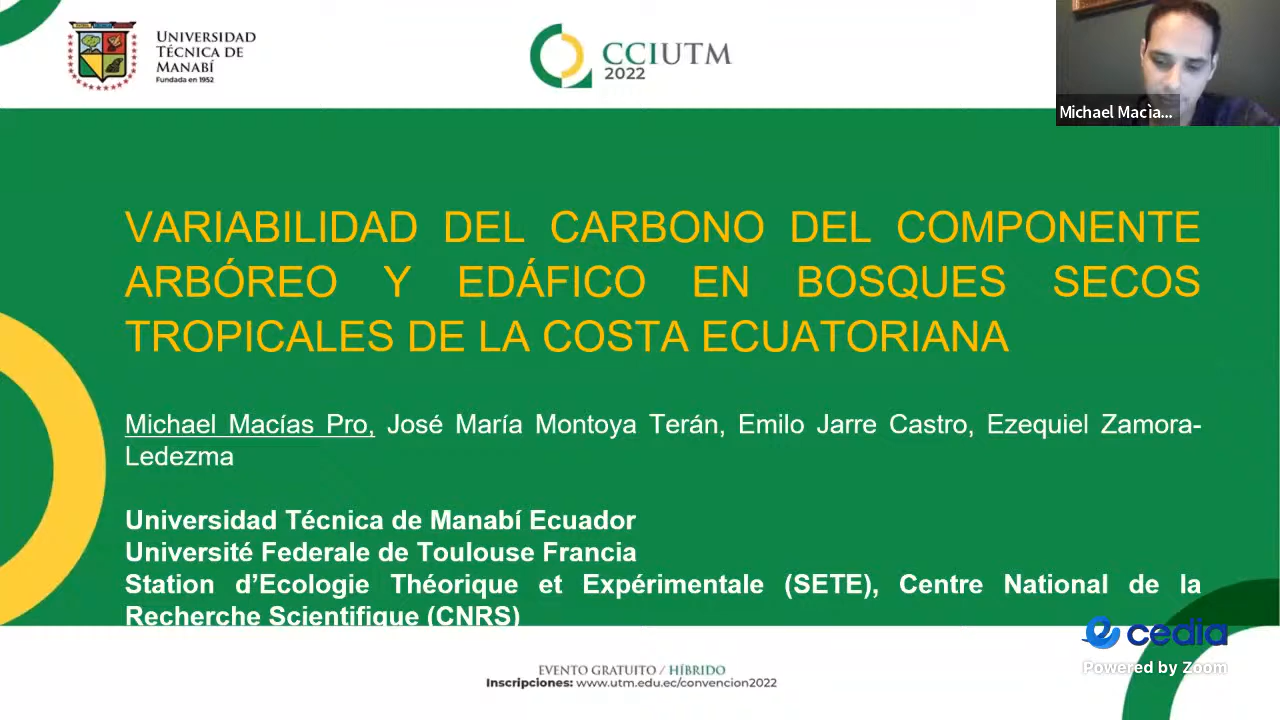 UNIVERSIDAD
TÉCNICA DE
MANABÍ
Fundada en 1952
CCIUTM
2022
Michael Macìa...
VARIABILIDAD DEL CARBONO DEL COMPONENTE
ARBÓREO Y EDÁFICO EN BOSQUES SECOS
TROPICALES DE LA COSTA ECUATORIANA
Michael Macías Pro, José María Montoya Terán, Emilo Jarre Castro, Ezequiel Zamora-
Ledezma
Universidad Técnica de Manabí Ecuador
Université Federale de Toulouse Francia
Station d’Ecologie Théorique et Expérimentale (SETE), Centre National de la
Recherche Scientifique (CNRS)
cedia
Powered by Zoom
EVENTO GRATUITO / HÍBRIDO
Inscripciones: www.utm.edu.ec/convencion2022